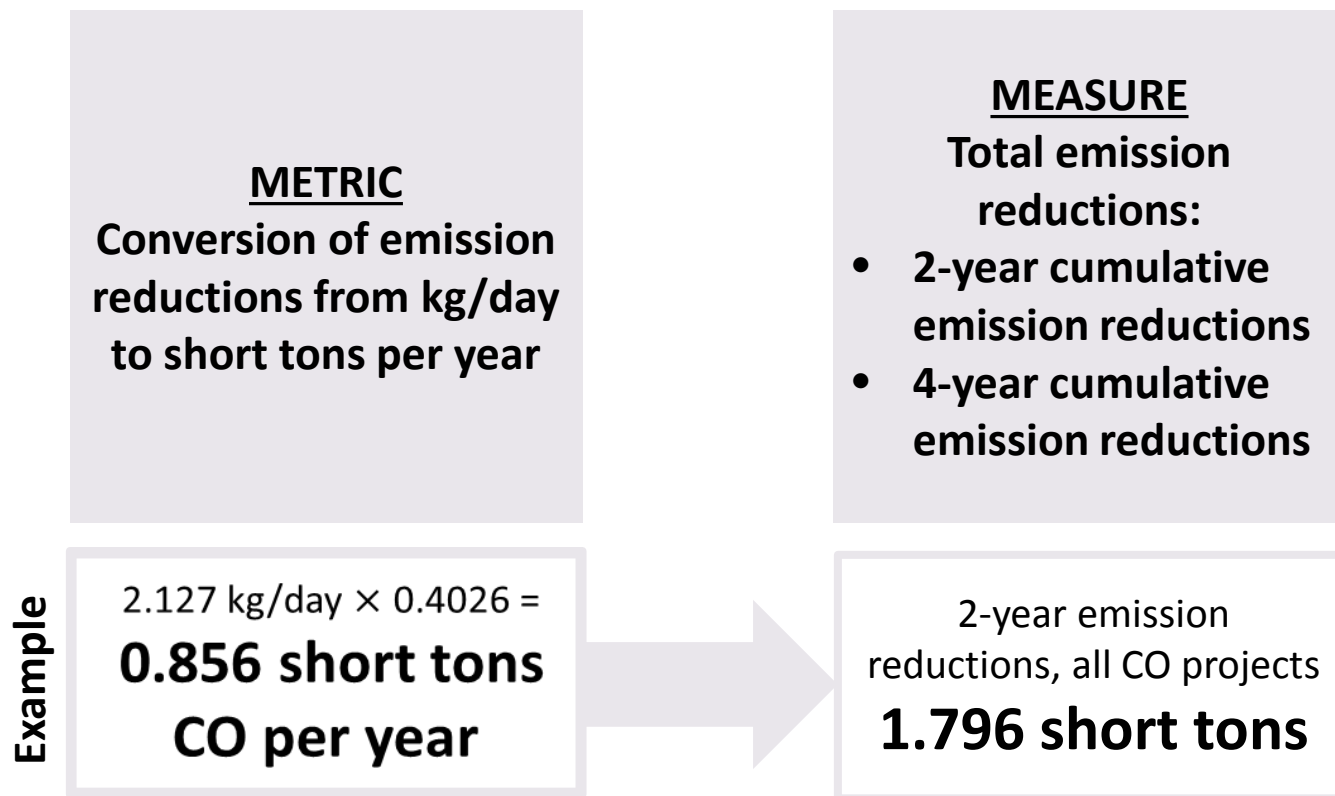 METRIC
Conversion of emission
reductions from kg/day
to short tons per year
MEASURE
Total emission
reductions:
• 2-year cumulative
emission reductions
• 4-year cumulative
emission reductions
Example
2.127 kg/day × 0.4026 =
0.856 short tons
CO per year
2-year emission
reductions, all CO projects
1.796 short tons